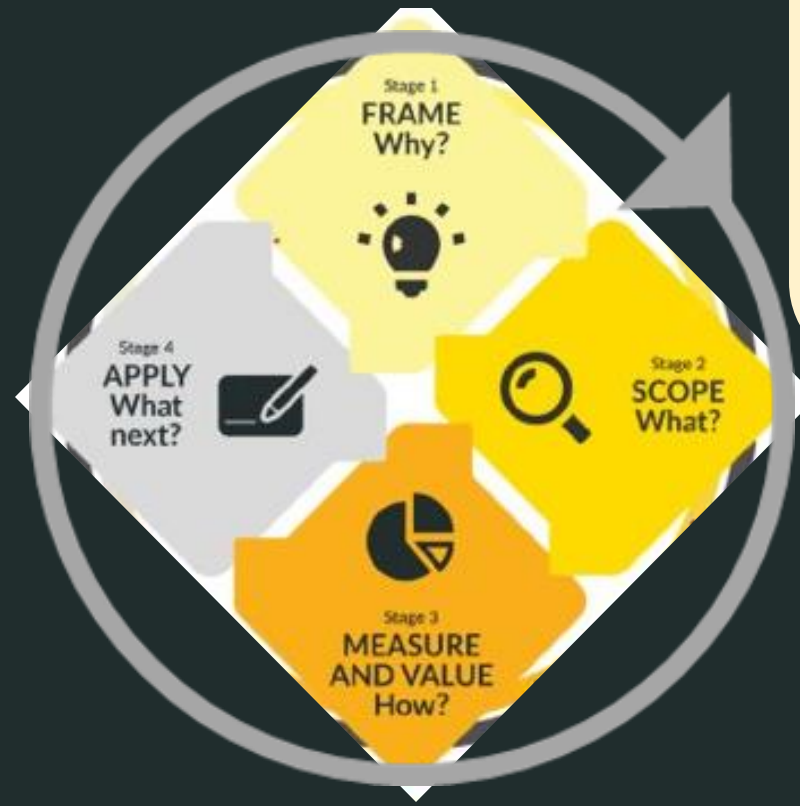 Stage 1
FRAME
Why?
Stage 2
SCOPE
What?
Stage 3
MEASURE
AND VALUE
How?
Stage 4
APPLY
What
next?